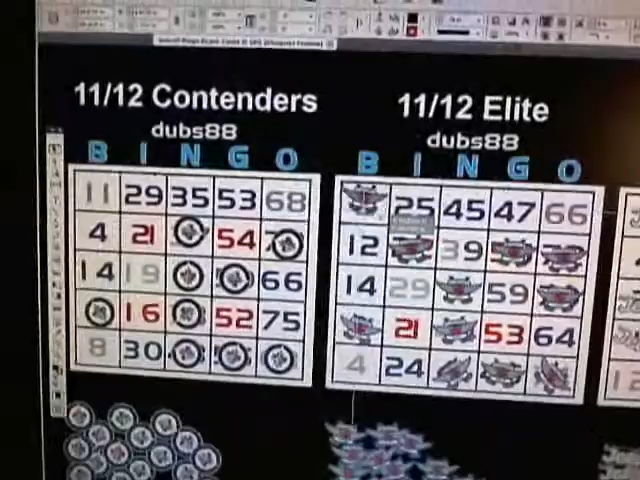 11/12 Contenders
dubs88
B I N G O
11 29 35 53 68
4 21 54
14 19 66
16 52 75
8 30
11/12 Elite
dubs88
B I N G O
25 45 47 66
12 39
14 29 59
21 53 64
4 24